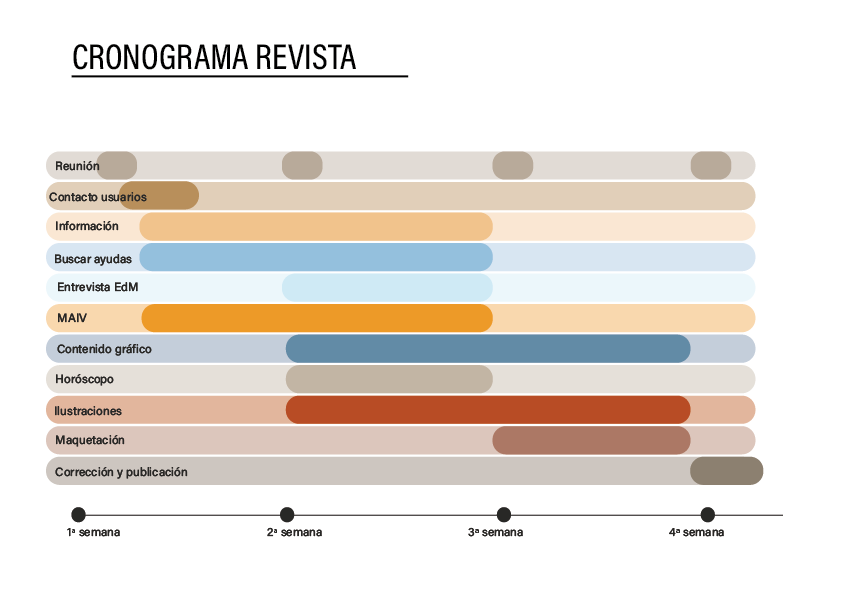 CRONOGRAMA REVISTA
Reunión
Contacto usuarios
Información
Buscar ayudas
Entrevista EdM
MAIV
Contenido gráfico
Horóscopo
Ilustraciones
Maquetación
Corrección y publicación
1ª semana
2ª semana
3ª semana
4ª semana